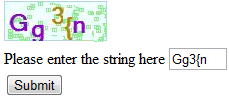 Gg3{n
Please enter the string here Gg3{n
Submit